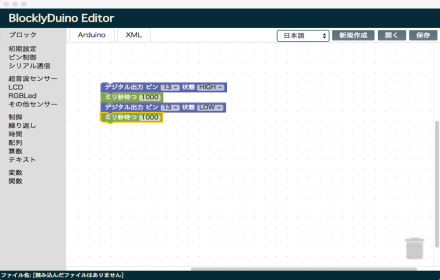 BlocklyDuino Editor
ブロック
Arduino
XML
日本語
新規作成
開く
保存
初期設定
ピン制御
シリアル通信
超音波センサー
LCD
RGBLed
その他センサー
制御
繰り返し
時間
配列
算数
テキスト
変数
関数
デジタル出力 ピン 13 状態 HIGH
ミリ秒待つ 1000
デジタル出力 ピン 13 状態 LOW
ミリ秒待つ 1000
ファイル名: [読み込んだファイルはありません]